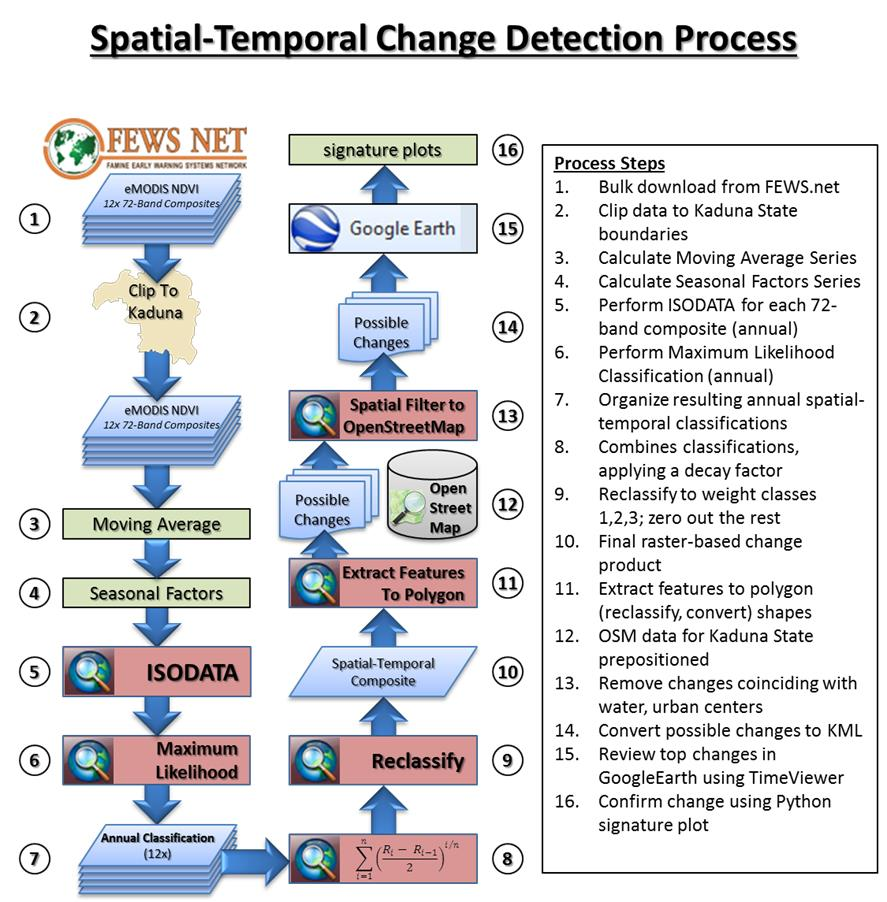 Spatial-Temporal Change Detection Process
FEWS NET
FAMINE EARLY WARNING SYSTEMS NETWORK
eMODIS NDVI
12x 72-Band Composites
1
Clip To
Kaduna
2
eMODIS NDVI
12x 72-Band Composites
3
Moving Average
4
Seasonal Factors
5
ISODATA
6
Maximum
Likelihood
7
Annual Classification
(12x)
signature plots
16
Google Earth
15
Possible
Changes
14
Spatial Filter to
OpenStreetMap
13
Possible
Changes
Open
Street
Map
12
Extract Features
To Polygon
11
Spatial-Temporal
Composite
10
Reclassify
9
\sum_{i=1}^{n} \left( \frac{R_i - R_{i-1}}{2} \right)^{i/n}
8
Process Steps
1. Bulk download from FEWS.net
2. Clip data to Kaduna State
boundaries
3. Calculate Moving Average Series
4. Calculate Seasonal Factors Series
5. Perform ISODATA for each 72-
band composite (annual)
6. Perform Maximum Likelihood
Classification (annual)
7. Organize resulting annual spatial-
temporal classifications
8. Combines classifications,
applying a decay factor
9. Reclassify to weight classes
1,2,3; zero out the rest
10. Final raster-based change
product
11. Extract features to polygon
(reclassify, convert) shapes
12. OSM data for Kaduna State
prepositioned
13. Remove changes coinciding with
water, urban centers
14. Convert possible changes to KML
15. Review top changes in
GoogleEarth using TimeViewer
16. Confirm change using Python
signature plot